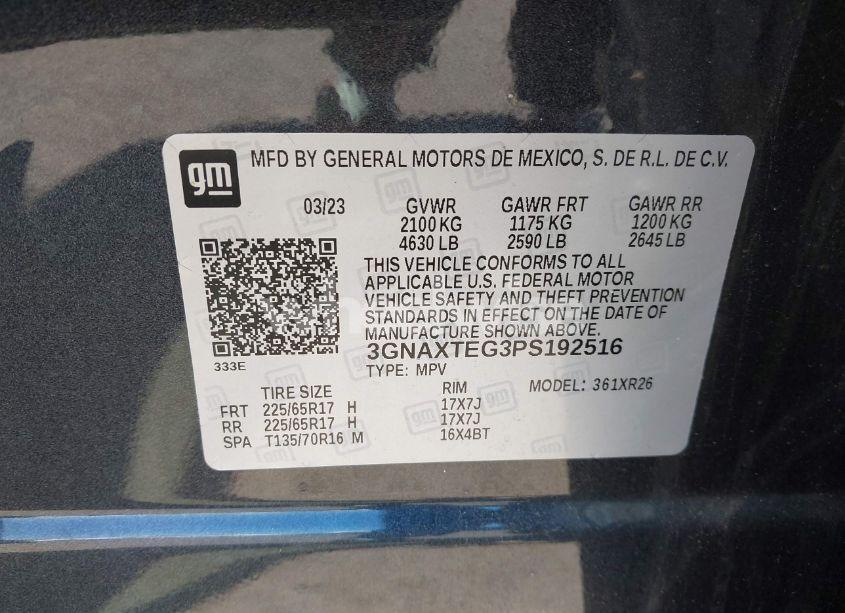 gm
MFD BY GENERAL MOTORS DE MEXICO, S. DE R.L. DE C.V.
03/23 GVWR GAWR FRT GAWR RR
2100 KG 1175 KG 1200 KG
4630 LB 2590 LB 2645 LB
THIS VEHICLE CONFORMS TO ALL
APPLICABLE U.S. FEDERAL MOTOR
VEHICLE SAFETY AND THEFT PREVENTION
STANDARDS IN EFFECT ON THE DATE OF
MANUFACTURE SHOWN ABOVE.
3GNAXTEG3PS192516
333E
TYPE: MPV MODEL: 361XR26
TIRE SIZE RIM
FRT 225/65R17 H 17X7J
RR 225/65R17 H 17X7J
SPA T135/70R16 M 16X4BT